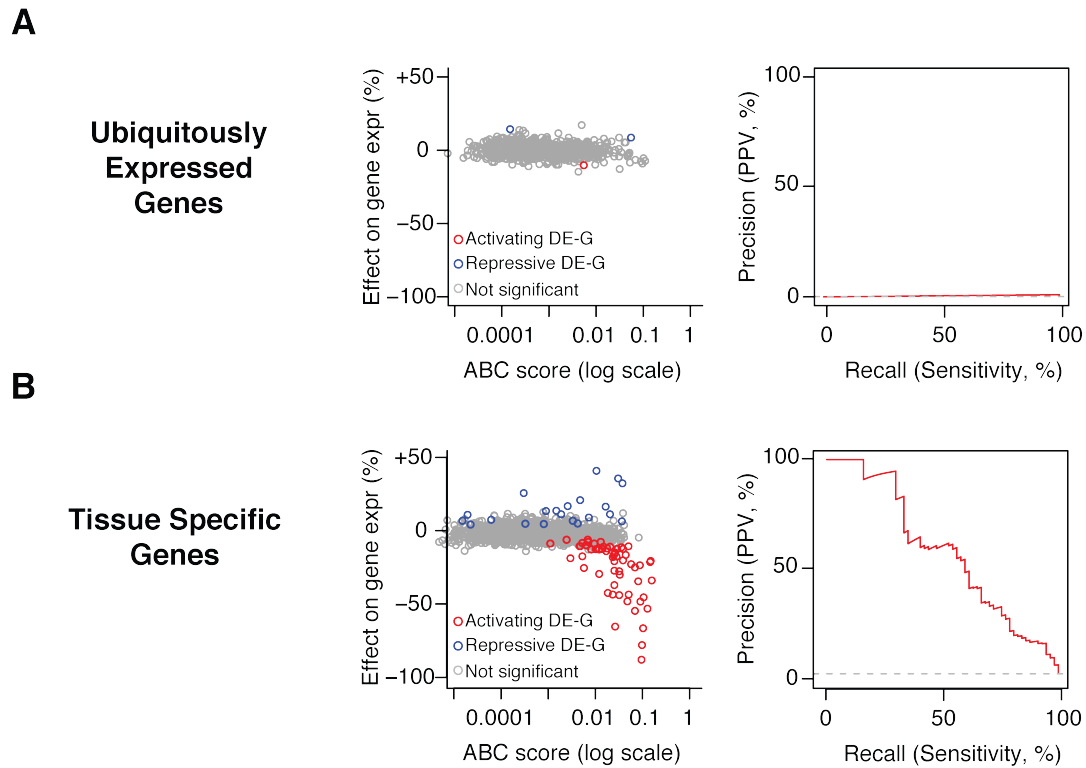 A
Ubiquitously
Expressed
Genes
Effect on gene expr (%)
+50
0
−50
−100
Activating DE-G
Repressive DE-G
Not significant
0.0001 0.01 0.1 1
ABC score (log scale)
Precision (PPV, %)
100
50
0
0 50 100
Recall (Sensitivity, %)
B
Tissue Specific
Genes
Effect on gene expr (%)
+50
0
−50
−100
Activating DE-G
Repressive DE-G
Not significant
0.0001 0.01 0.1 1
ABC score (log scale)
Precision (PPV, %)
100
50
0
0 50 100
Recall (Sensitivity, %)